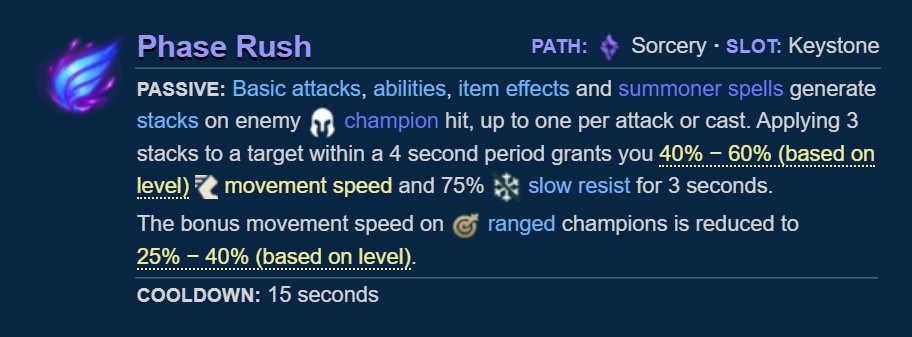 Phase Rush PATH: Sorcery · SLOT: Keystone
PASSIVE: Basic attacks, abilities, item effects and summoner spells generate
stacks on enemy champion hit, up to one per attack or cast. Applying 3
stacks to a target within a 4 second period grants you 40% − 60% (based on
level) movement speed and 75% slow resist for 3 seconds.
The bonus movement speed on ranged champions is reduced to
25% − 40% (based on level).
COOLDOWN: 15 seconds